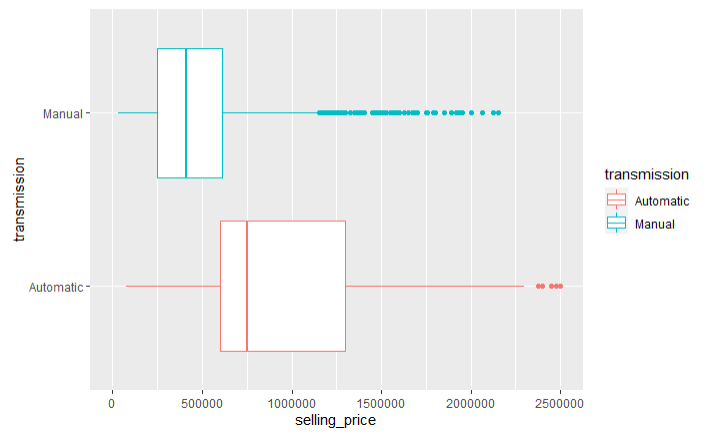 transmission
Manual
Automatic
0
500000
1000000
1500000
2000000
2500000
selling_price
transmission
Automatic
Manual